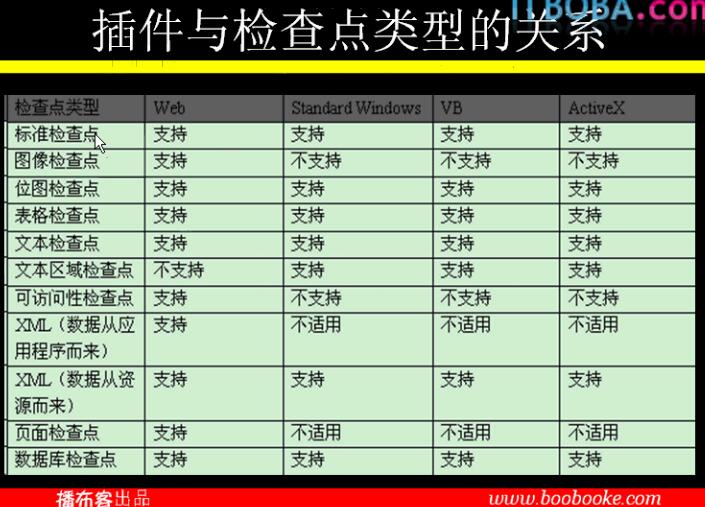 ITBOBA.com
插件与检查点类型的关系
检查点类型 Web Standard Windows VB ActiveX
标准检查点 支持 支持 支持 支持
图像检查点 支持 不支持 不支持 不支持
位图检查点 支持 支持 支持 支持
表格检查点 支持 支持 支持 支持
文本检查点 支持 支持 支持 支持
文本区域检查点 不支持 支持 支持 支持
可访问性检查点 支持 不支持 不支持 不支持
XML（数据从应 支持 不适用 不适用 不适用
用程序而来）
XML（数据从资 支持 支持 支持 支持
源而来）
页面检查点 支持 不适用 不适用 不适用
数据库检查点 支持 支持 支持 支持
播布客出品 www.boobooke.com